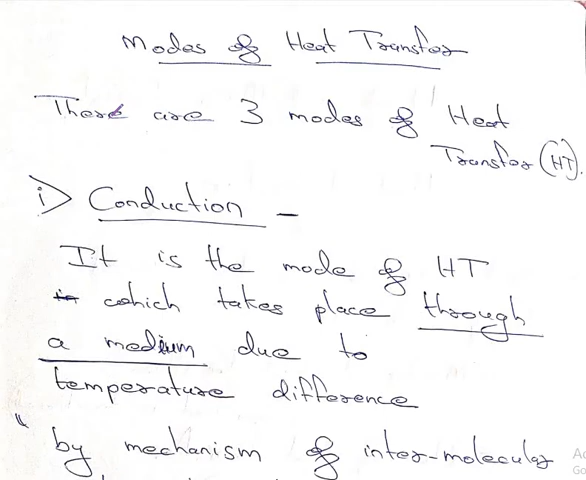 Modes of Heat Transfer
There are 3 modes of Heat
Transfer (HT).
i) Conduction -
It is the mode of HT
which takes place through
a medium due to
temperature difference
" by mechanism of inter-molecular